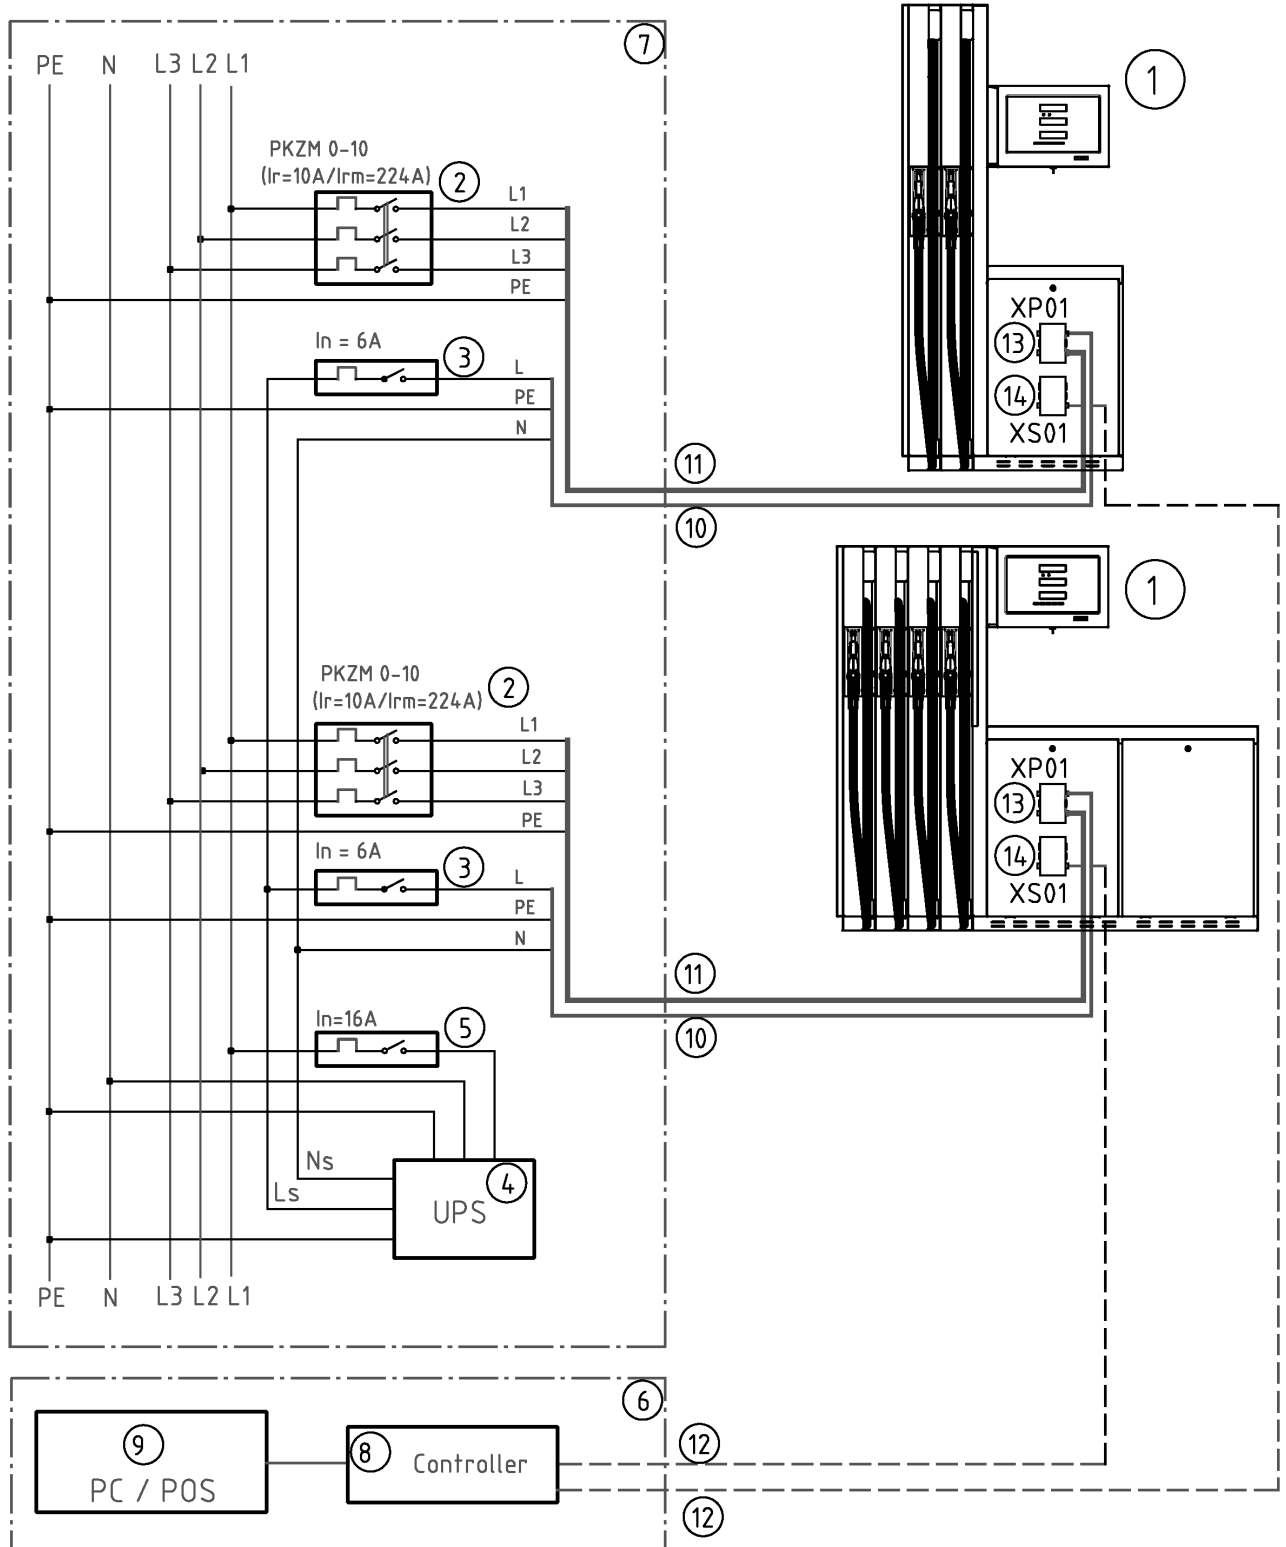 7
1
PE N L3 L2 L1
PKZM 0-10
(Ir=10A/Irm=224A)
2
L1
L2
L3
PE
In = 6A
3
L
PE
N
XP01
13
14
XS01
11
10
1
PKZM 0-10
(Ir=10A/Irm=224A)
2
L1
L2
L3
PE
In = 6A
3
L
PE
N
XP01
13
14
XS01
11
10
In=16A
5
Ns
Ls
4
UPS
PE N L3 L2 L1
6
9
PC / POS
8
Controller
12
12